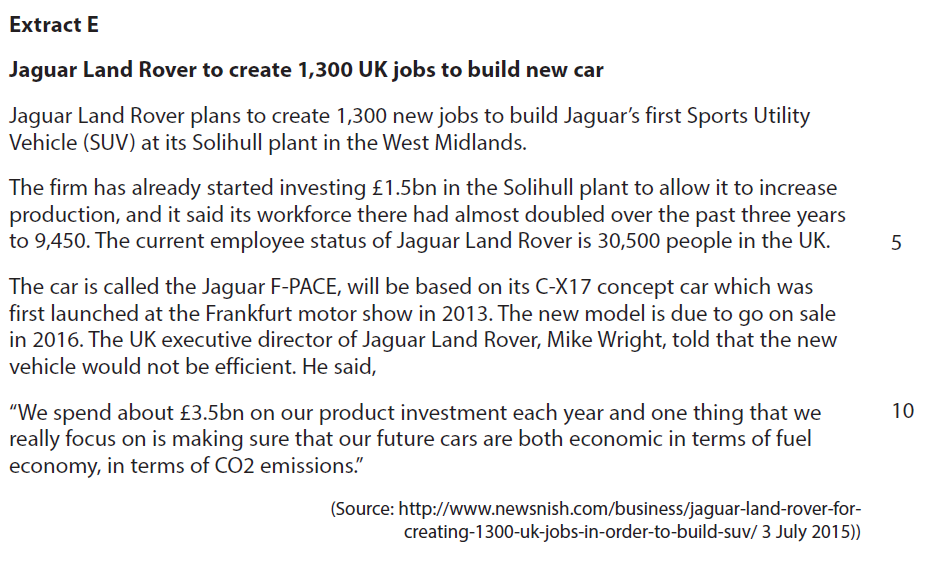 Extract E
Jaguar Land Rover to create 1,300 UK jobs to build new car
Jaguar Land Rover plans to create 1,300 new jobs to build Jaguar’s first Sports Utility
Vehicle (SUV) at its Solihull plant in the West Midlands.
The firm has already started investing £1.5bn in the Solihull plant to allow it to increase
production, and it said its workforce there had almost doubled over the past three years
to 9,450. The current employee status of Jaguar Land Rover is 30,500 people in the UK. 5
The car is called the Jaguar F-PACE, will be based on its C-X17 concept car which was
first launched at the Frankfurt motor show in 2013. The new model is due to go on sale
in 2016. The UK executive director of Jaguar Land Rover, Mike Wright, told that the new
vehicle would not be efficient. He said,
“We spend about £3.5bn on our product investment each year and one thing that we 10
really focus on is making sure that our future cars are both economic in terms of fuel
economy, in terms of CO2 emissions.”
(Source: http://www.newsnish.com/business/jaguar-land-rover-for-
creating-1300-uk-jobs-in-order-to-build-suv/ 3 July 2015))